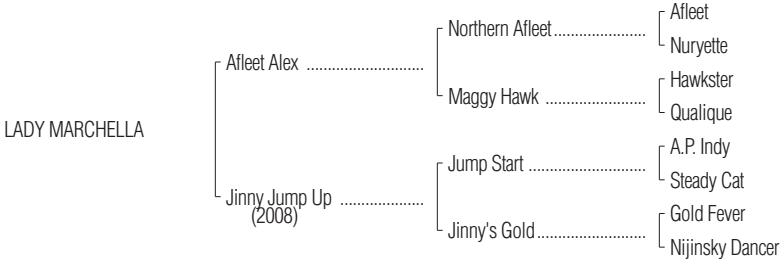 Afleet
Northern Afleet
Nuryette
Afleet Alex
Hawkster
Maggy Hawk
Qualique
LADY MARCHELLA
A.P. Indy
Jump Start
Steady Cat
Jinny Jump Up
(2008)
Gold Fever
Jinny's Gold
Nijinsky Dancer